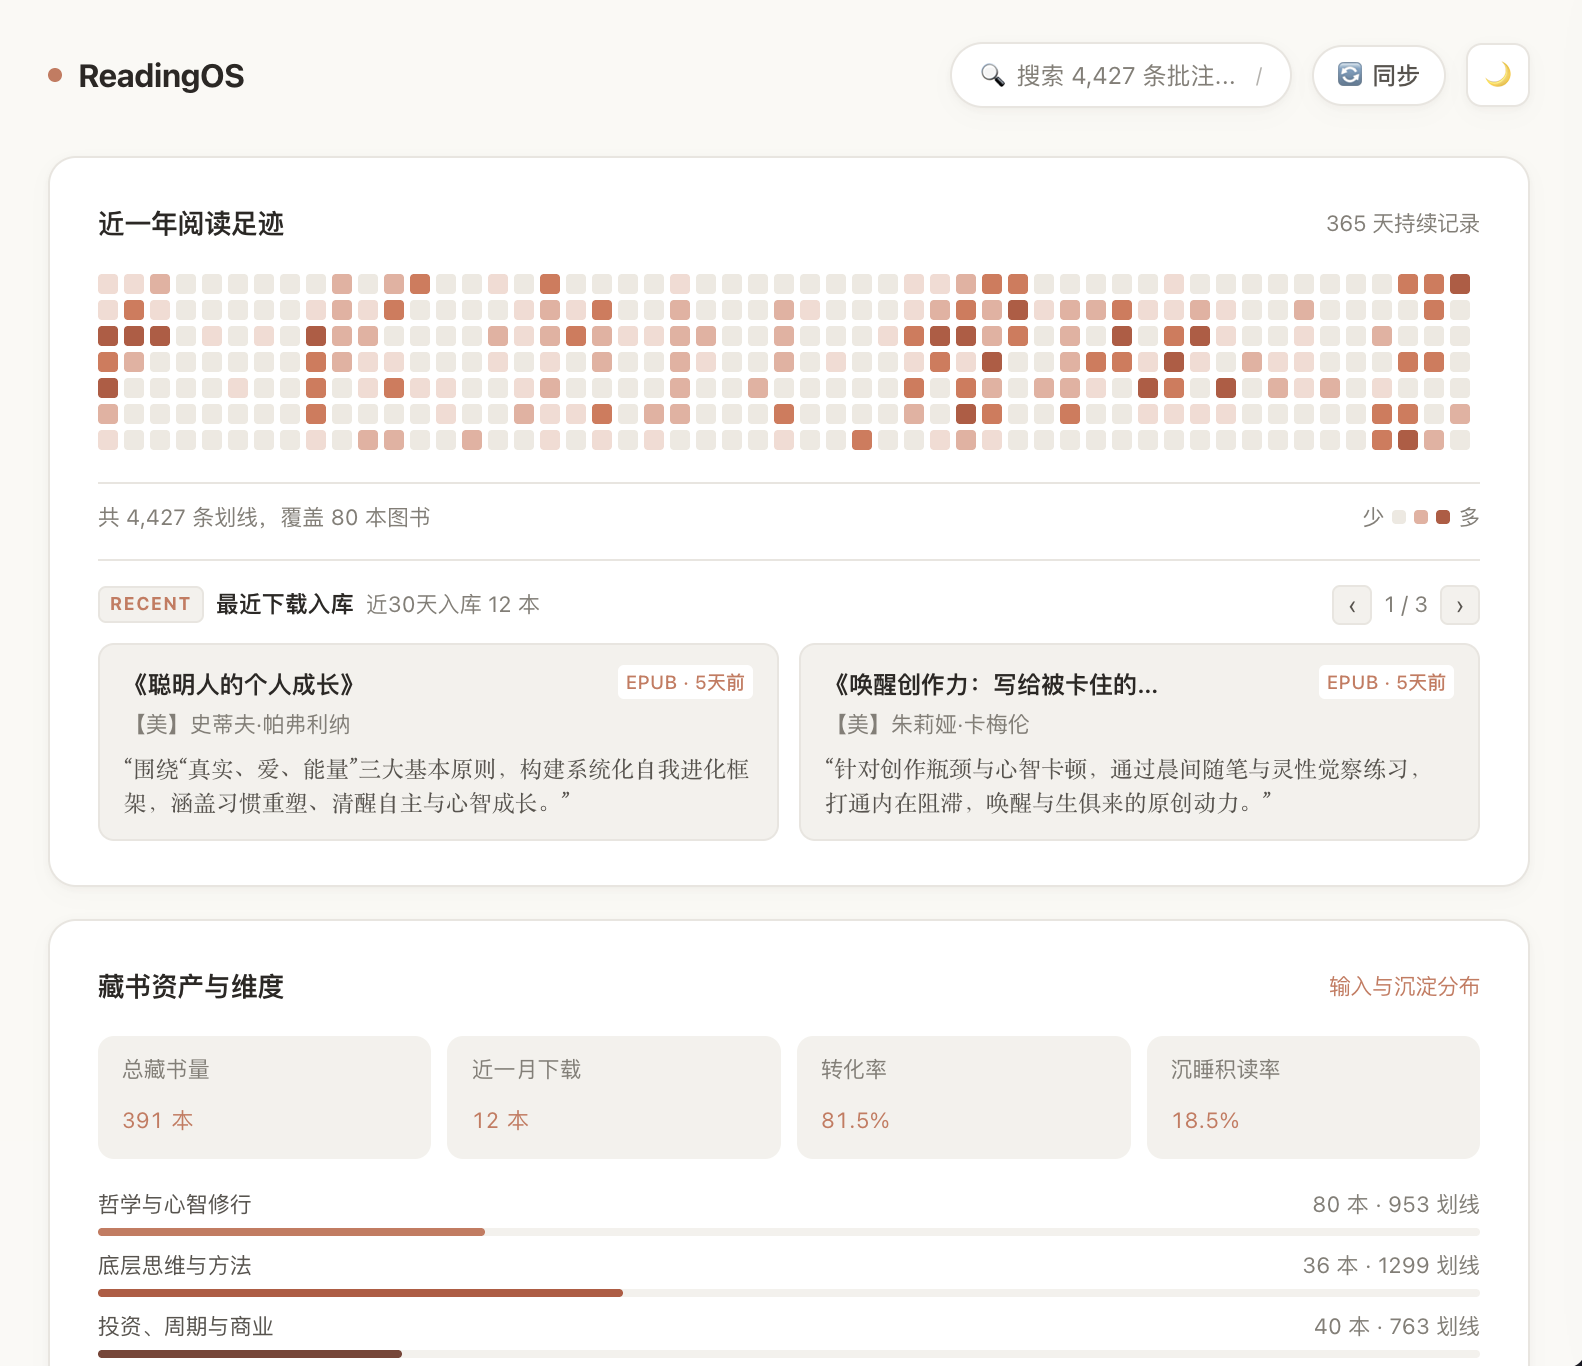 ReadingOS
搜索 4,427 条批注... /
同步
近一年阅读足迹
365 天持续记录
共 4,427 条划线，覆盖 80 本图书
少 多
RECENT 最近下载入库 近30天入库 12 本
‹ 1 / 3 ›
《聪明人的个人成长》
EPUB · 5天前
【美】史蒂夫·帕弗利纳
“围绕“真实、爱、能量”三大基本原则，构建系统化自我进化框
架，涵盖习惯重塑、清醒自主与心智成长。”
《唤醒创作力：写给被卡住的...
EPUB · 5天前
【美】朱莉娅·卡梅伦
“针对创作瓶颈与心智卡顿，通过晨间随笔与灵性觉察练习，
打通内在阻滞，唤醒与生俱来的原创动力。”
藏书资产与维度
输入与沉淀分布
总藏书量
391 本
近一月下载
12 本
转化率
81.5%
沉睡积读率
18.5%
哲学与心智修行
80 本 · 953 划线
底层思维与方法
36 本 · 1299 划线
投资、周期与商业
40 本 · 763 划线